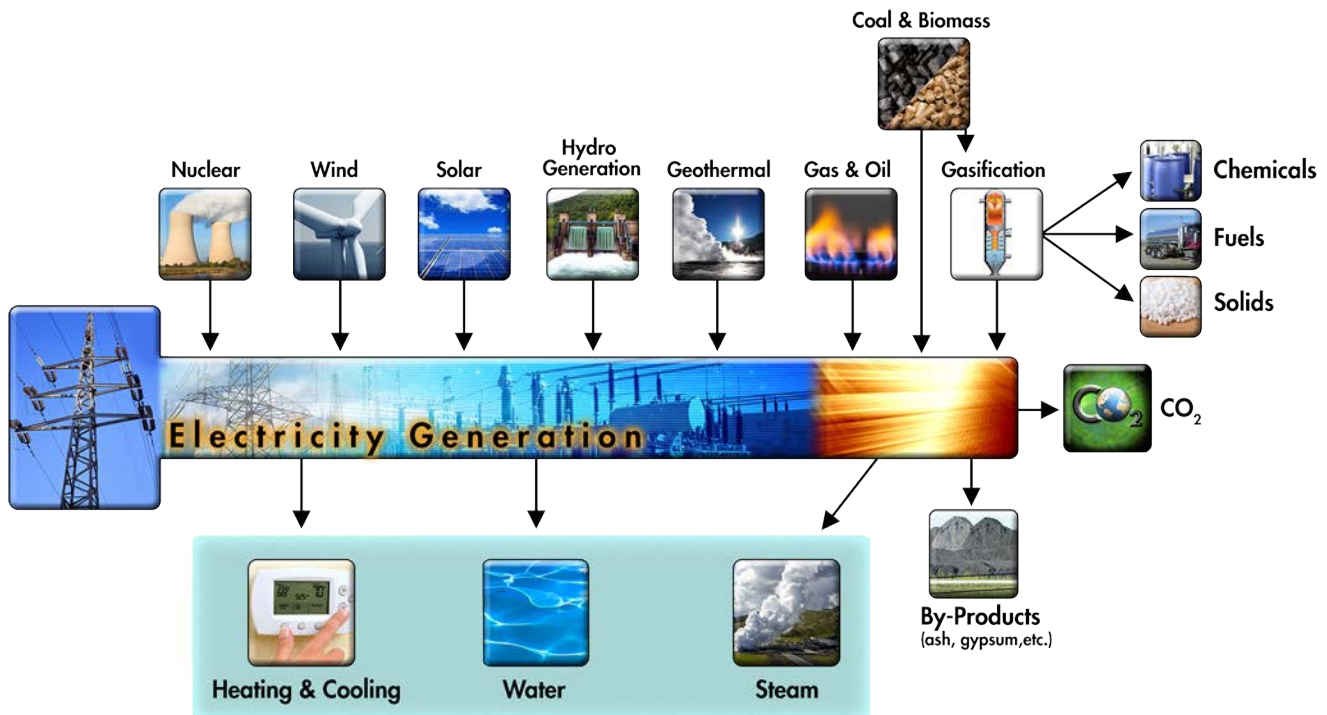 Coal & Biomass
Nuclear
Wind
Solar
Hydro
Generation
Geothermal
Gas & Oil
Gasification
Chemicals
Fuels
Solids
Electricity Generation
CO₂
CO₂
Heating & Cooling
Water
Steam
By-Products
(ash, gypsum,etc.)